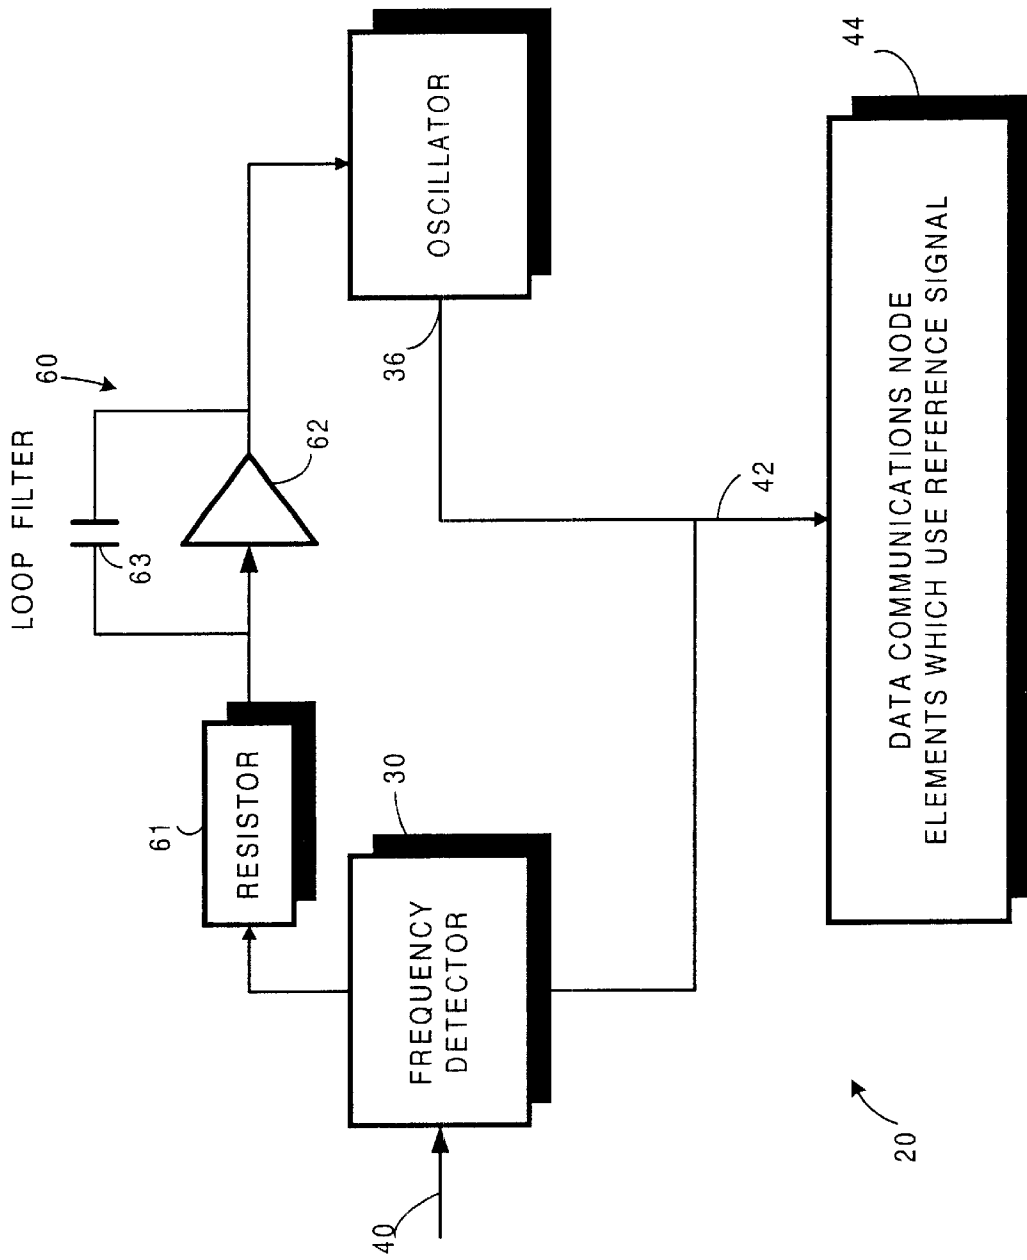 LOOP FILTER
60
63
62
61
RESISTOR
OSCILLATOR
36
30
FREQUENCY
DETECTOR
40
42
44
DATA COMMUNICATIONS NODE
ELEMENTS WHICH USE REFERENCE SIGNAL
20